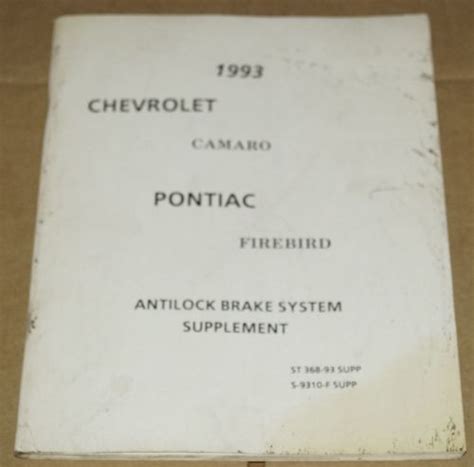 1993
CHEVROLET
CAMARO
PONTIAC
FIREBIRD
ANTILOCK BRAKE SYSTEM
SUPPLEMENT
ST 368-93 SUPP
S-9310-F SUPP